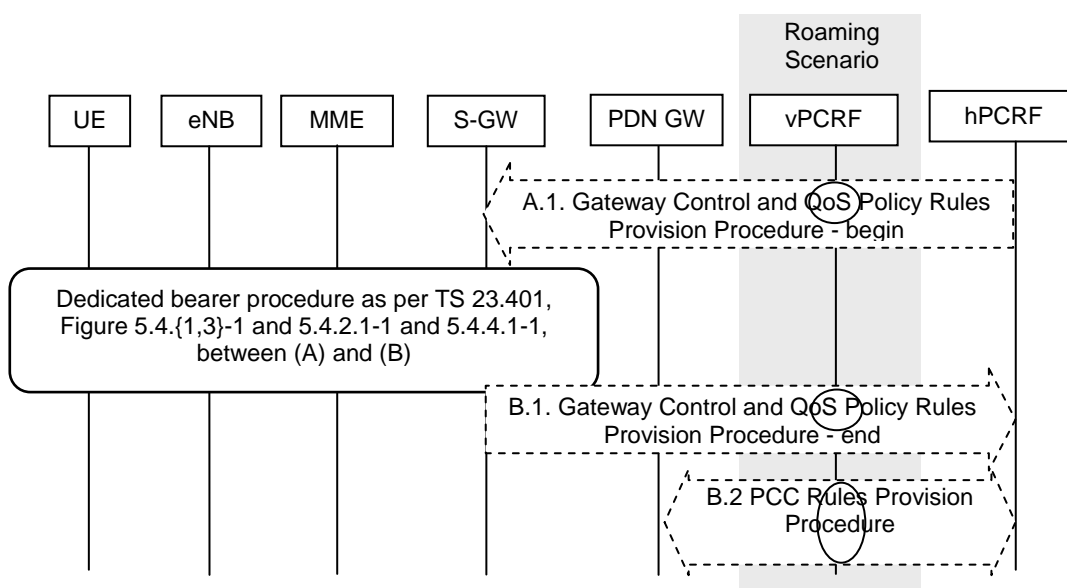 Roaming
Scenario
UE
eNB
MME
S-GW
PDN GW
vPCRF
hPCRF
A.1. Gateway Control and QoS Policy Rules
Provision Procedure - begin
Dedicated bearer procedure as per TS 23.401,
Figure 5.4.{1,3}-1 and 5.4.2.1-1 and 5.4.4.1-1,
between (A) and (B)
B.1. Gateway Control and QoS Policy Rules
Provision Procedure - end
B.2 PCC Rules Provision
Procedure